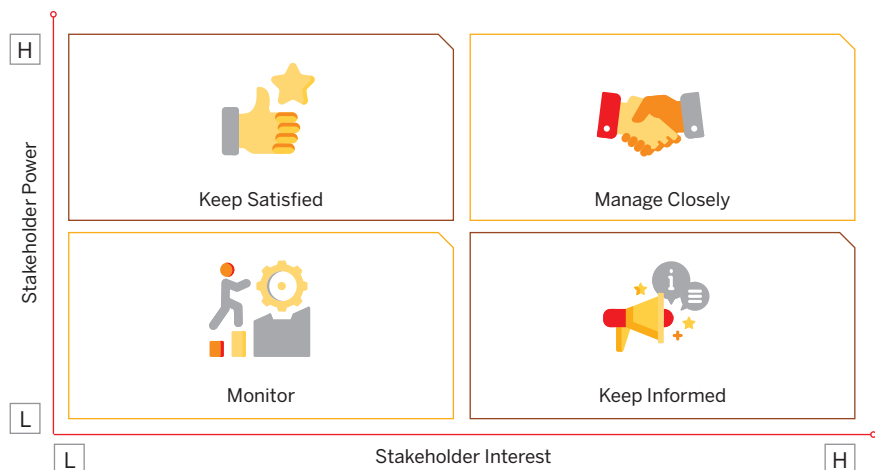 H
Keep Satisfied
Manage Closely
Stakeholder Power
i
Monitor
Keep Informed
L
L
Stakeholder Interest
H